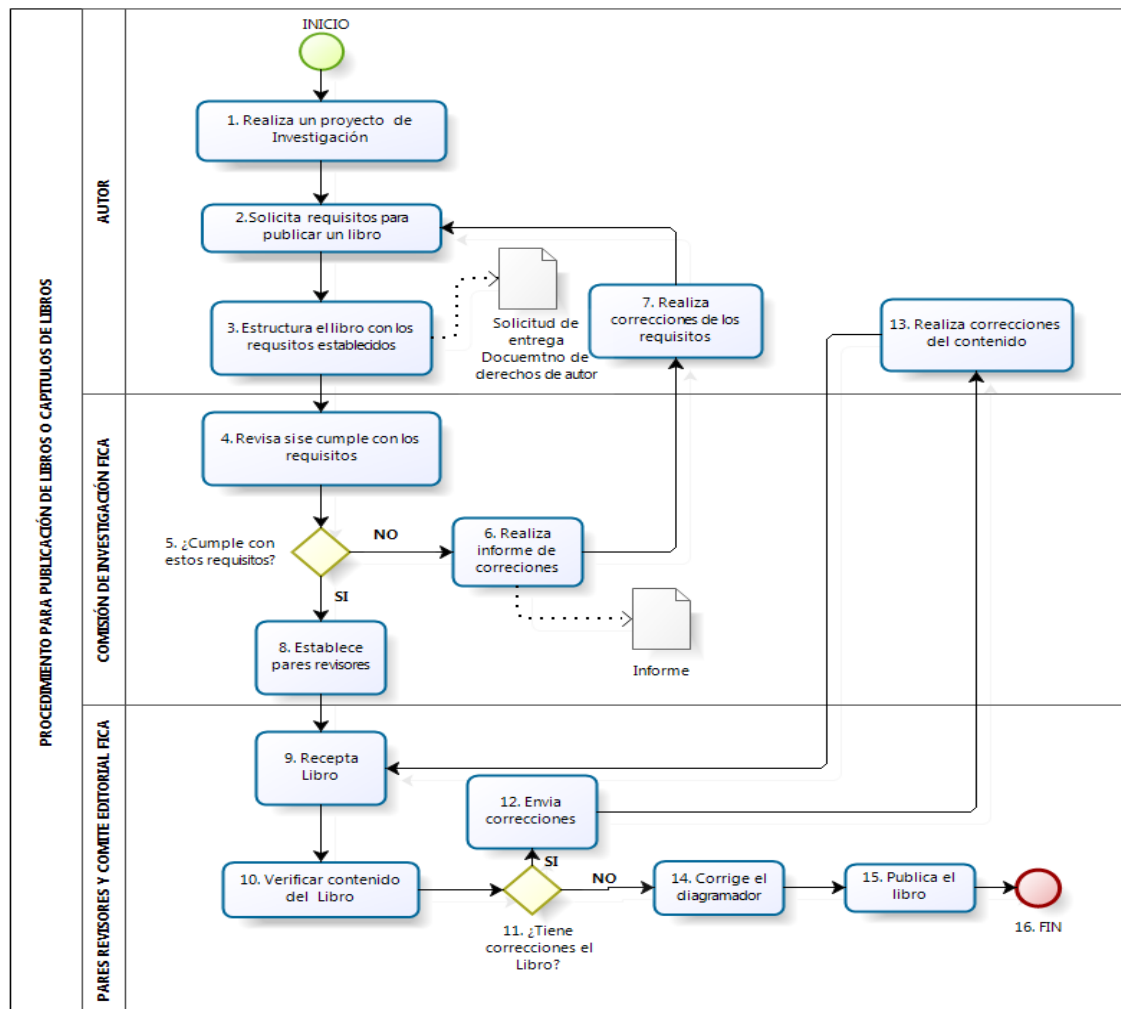 PROCEDIMIENTO PARA PUBLICACIÓN DE LIBROS O CAPITULOS DE LIBROS
AUTOR
INICIO
1. Realiza un proyecto de
Investigación
2.Solicita requisitos para
publicar un libro
3. Estructura el libro con los
requsitos establecidos
Solicitud de
entrega
Docuemtno de
derechos de autor
7. Realiza
correcciones de los
requisitos
13. Realiza correcciones
del contenido
COMISIÓN DE INVESTIGACIÓN FICA
4. Revisa si se cumple con los
requisitos
5. ¿Cumple con
estos requisitos?
NO
6. Realiza
informe de
correciones
SI
Informe
8. Establece
pares revisores
PARES REVISORES Y COMITE EDITORIAL FICA
9. Recepta
Libro
12. Envia
correcciones
10. Verificar contenido
del Libro
SI
NO
11. ¿Tiene
correcciones el
Libro?
14. Corrige el
diagramador
15. Publica el
libro
16. FIN